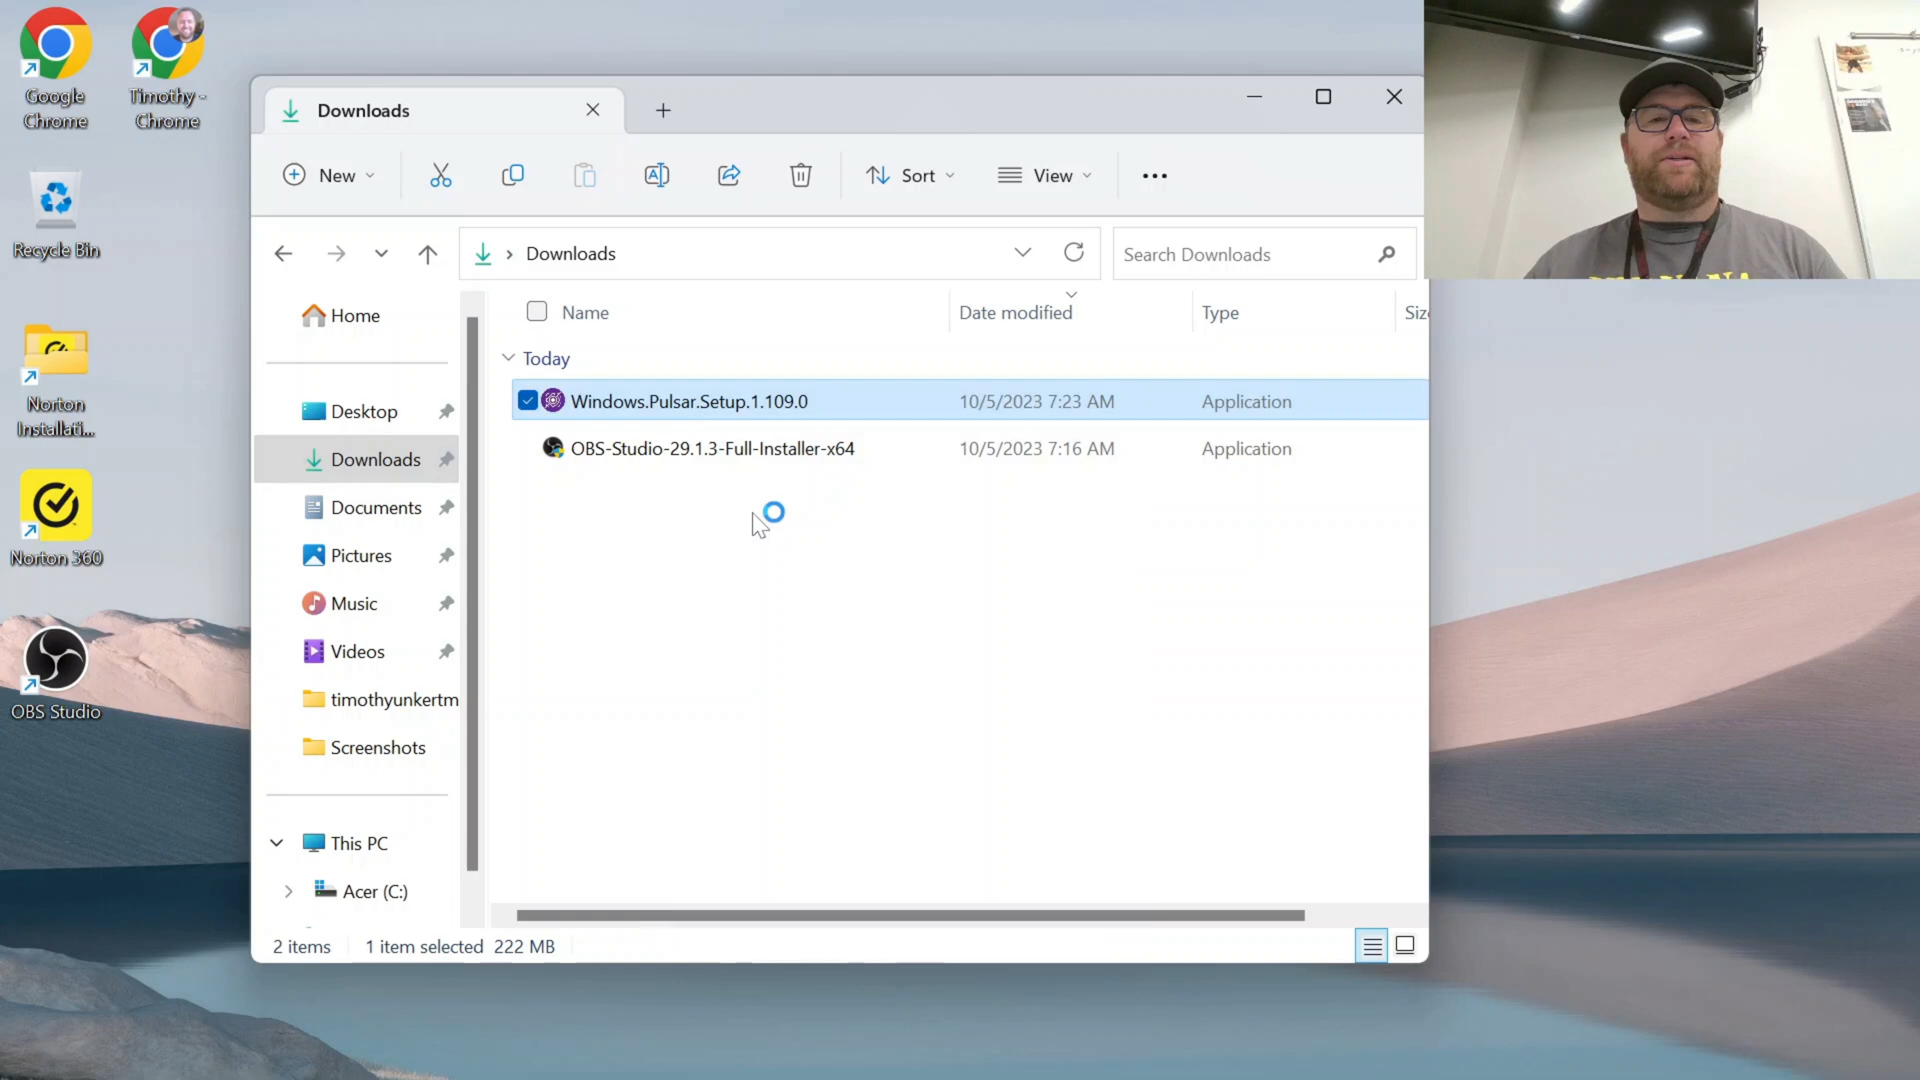 Google
Chrome
Timothy -
Chrome
Recycle Bin
Norton
Installati...
Norton 360
OBS Studio
Downloads
New
Sort
View
Downloads
Search Downloads
Home
Desktop
Downloads
Documents
Pictures
Music
Videos
timothyunkertm
Screenshots
This PC
Acer (C:)
Name
Date modified
Type
Siz
Today
Windows.Pulsar.Setup.1.109.0 10/5/2023 7:23 AM Application
OBS-Studio-29.1.3-Full-Installer-x64 10/5/2023 7:16 AM Application
2 items 1 item selected 222 MB